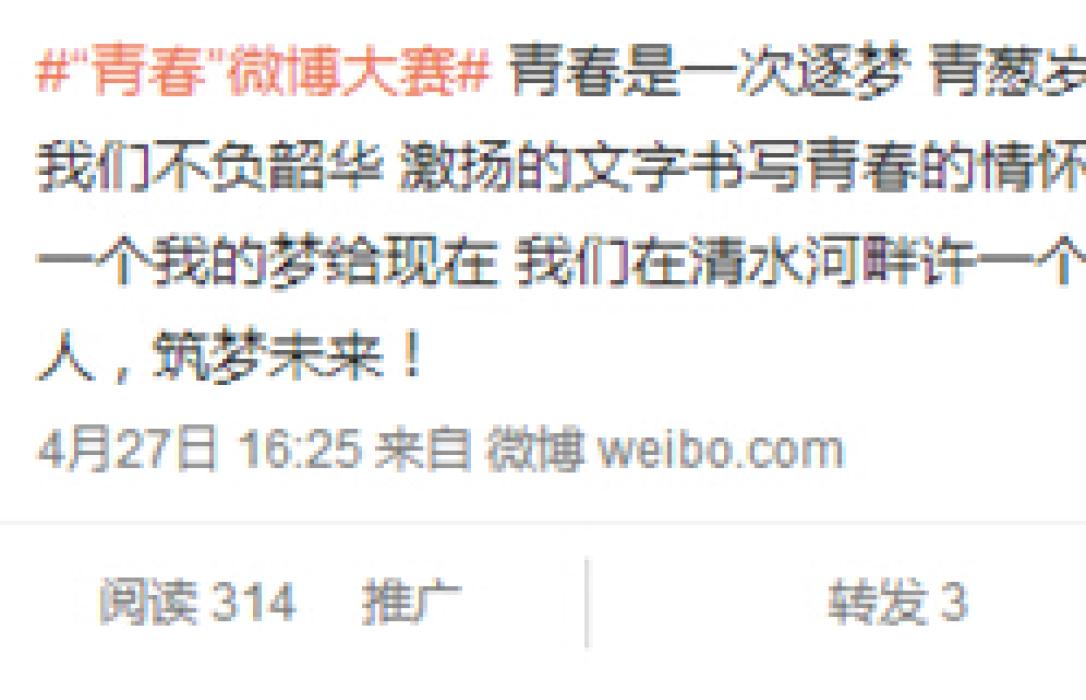 #“青春”微博大赛# 青春是一次逐梦 青葱岁
我们不负韶华 激扬的文字书写青春的情怀
一个我的梦给现在 我们在清水河畔许一个
人，筑梦未来！
4月27日 16:25 来自 微博 weibo.com
阅读 314 推广 转发 3